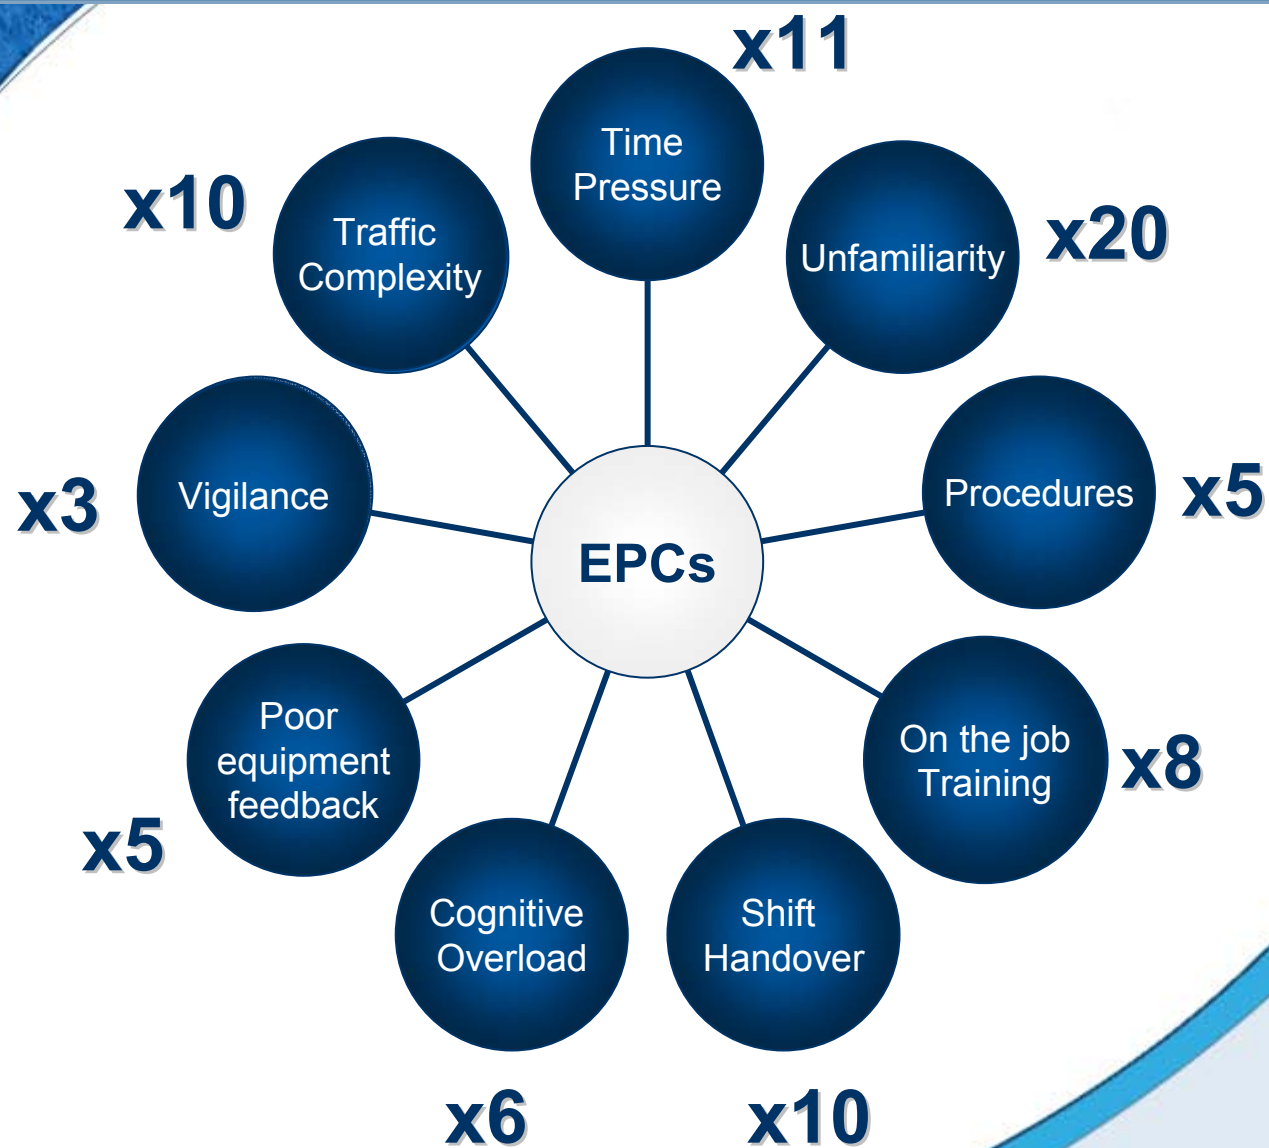 x11
Time
Pressure
x10
Traffic
Complexity
Unfamiliarity
x20
x3
Vigilance
EPCs
Procedures
x5
Poor
equipment
feedback
x5
On the job
Training
x8
Cognitive
Overload
x6
Shift
Handover
x10